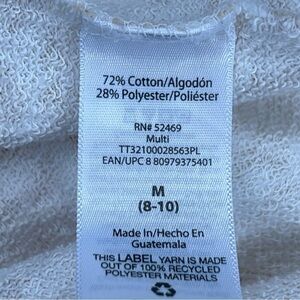 72% Cotton/Algodón
28% Polyester/Poliéster
RN# 52469
Multi
TT32100028563PL
EAN/UPC 8 80979375401
M
(8-10)
Made In/Hecho En
Guatemala
THIS LABEL YARN IS MADE
OUT OF 100% RECYCLED
POLYESTER MATERIALS